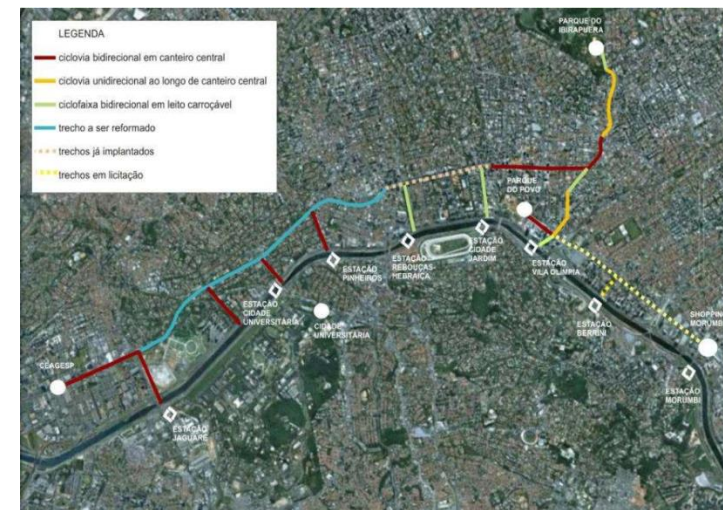 LEGENDA
ciclovia bidirecional em canteiro central
ciclovia unidirecional ao longo de canteiro central
ciclofaixa bidirecional em leito carroçável
trecho a ser reformado
trechos já implantados
trechos em licitação
PARQUE DO
IBIRAPUERA
PARQUE
DO POVO
ESTAÇÃO
CIDADE
JARDIM
ESTAÇÃO
REBOUÇAS
HEBRAICA
ESTAÇÃO
VILA OLÍMPIA
ESTAÇÃO
PINHEIROS
ESTAÇÃO
CIDADE
UNIVERSITÁRIA
CIDADE
UNIVERSITÁRIA
ESTAÇÃO
BERRINI
SHOPPING
MORUMBI
CEAGESP
ESTAÇÃO
MORUMBI
ESTAÇÃO
JAGUARÉ